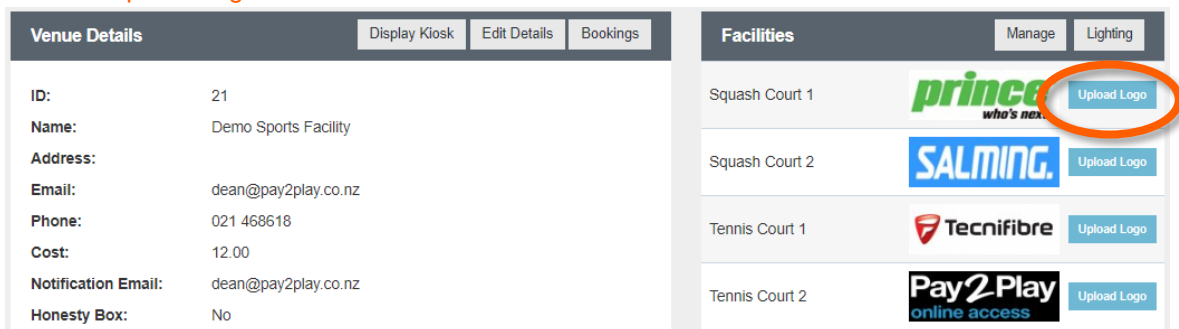 Venue Details
Display Kiosk
Edit Details
Bookings
ID: 21
Name: Demo Sports Facility
Address:
Email: dean@pay2play.co.nz
Phone: 021 468618
Cost: 12.00
Notification Email: dean@pay2play.co.nz
Honesty Box: No
Facilities
Manage
Lighting
Squash Court 1
prince
who's next.
Upload Logo
Squash Court 2
SALMING.
Upload Logo
Tennis Court 1
Tecnifibre
Upload Logo
Tennis Court 2
Pay2Play
online access
Upload Logo